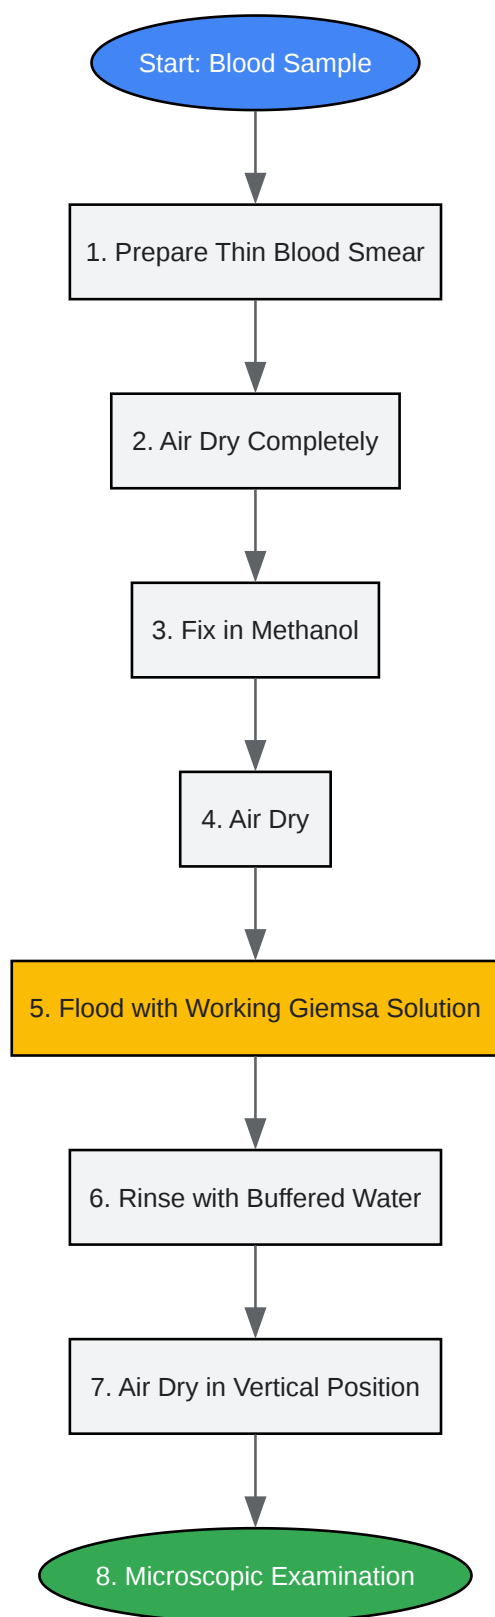 Start: Blood Sample
1. Prepare Thin Blood Smear
2. Air Dry Completely
3. Fix in Methanol
4. Air Dry
5. Flood with Working Giemsa Solution
6. Rinse with Buffered Water
7. Air Dry in Vertical Position
8. Microscopic Examination